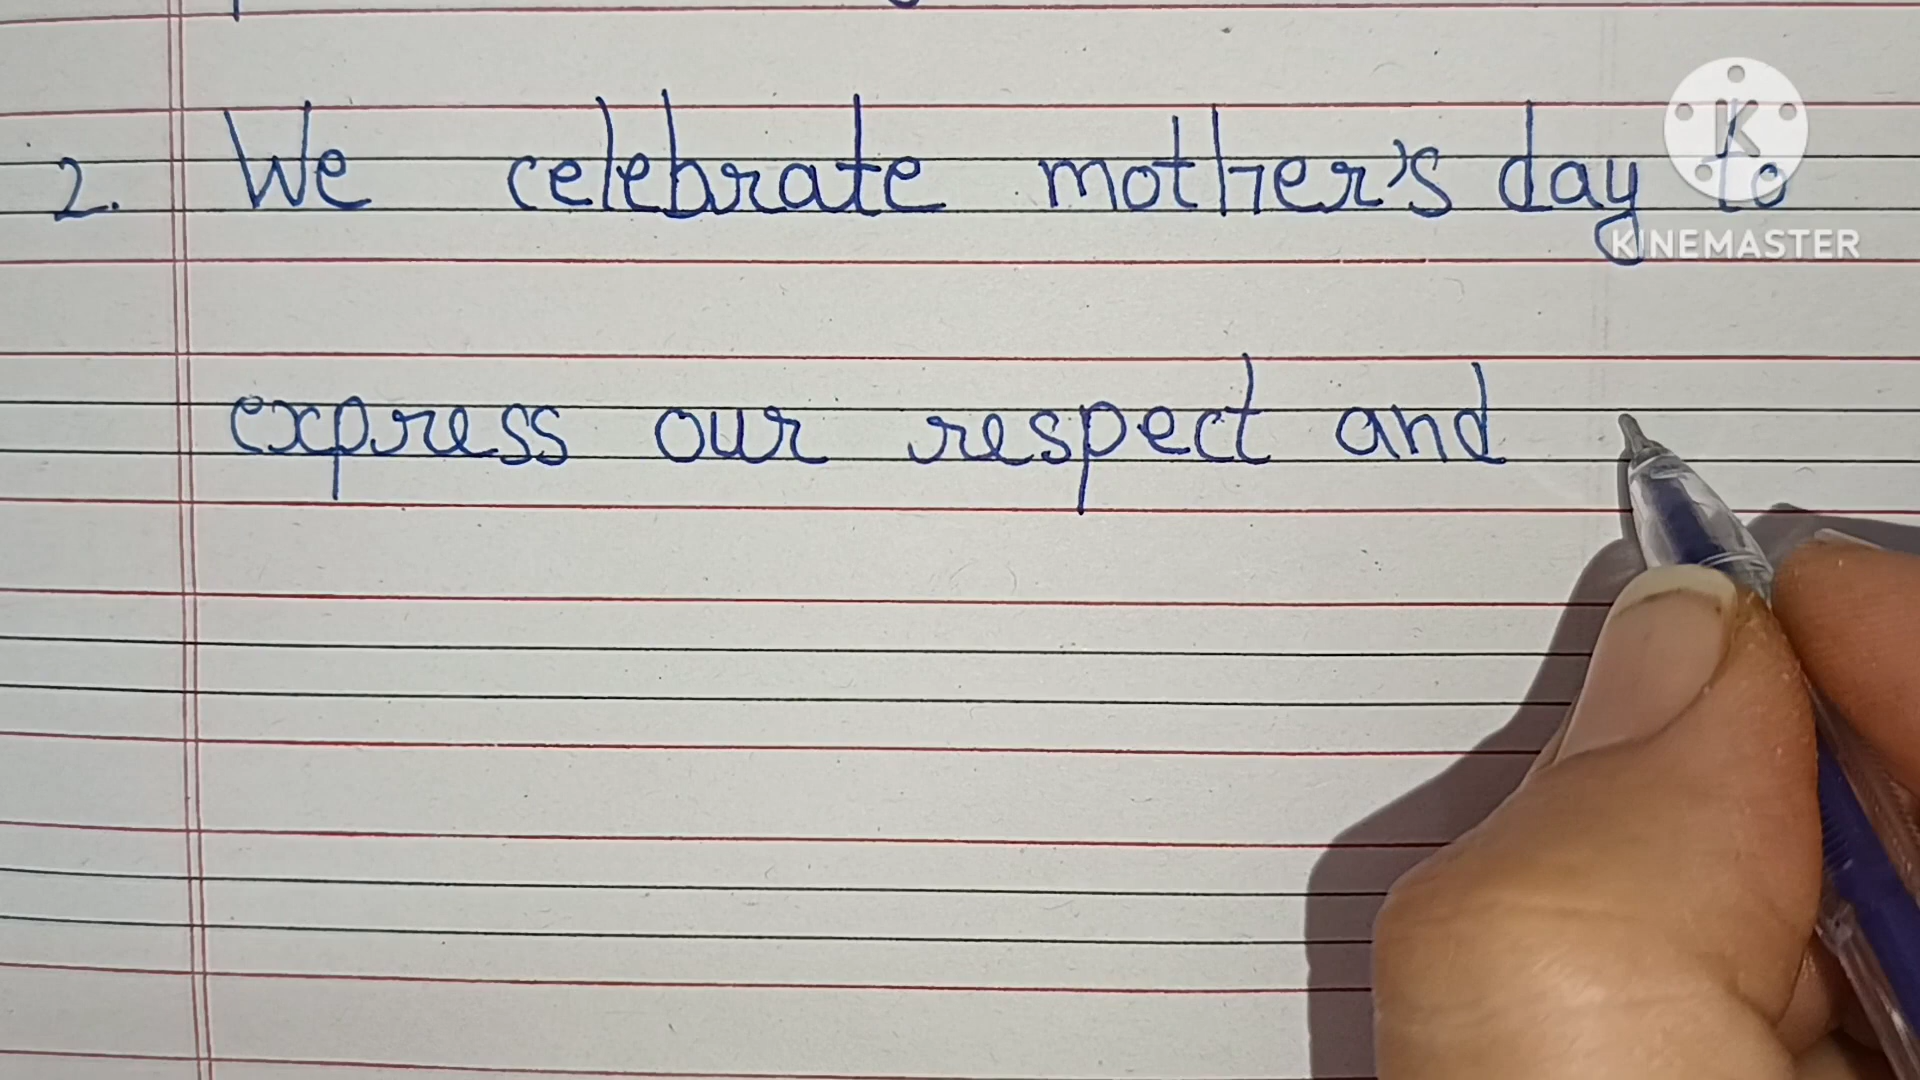 2. We celebrate mother's day to
KINEMASTER
express our respect and